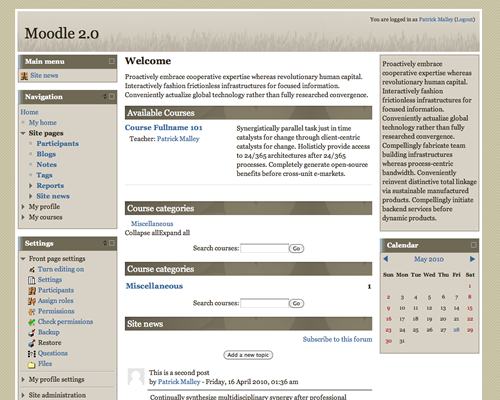 You are logged in as Patrick Malley (Logout)
Moodle 2.0
Main menu
Site news
Navigation
Home
My home
Site pages
Participants
Blogs
Notes
Tags
Reports
Site news
My profile
My courses
Settings
Front page settings
Turn editing on
Settings
Participants
Assign roles
Permissions
Check permissions
Backup
Restore
Questions
Files
My profile settings
Site administration
Welcome
Proactively embrace cooperative expertise whereas revolutionary human capital.
Interactively fashion frictionless infrastructures for focused information.
Conveniently actualize global technology rather than fully researched convergence.
Available Courses
Course Fullname 101
Teacher: Patrick Malley
Synergistically parallel task just in time
catalysts for change through client-centric
catalysts for change. Holisticly provide access
to 24/365 architectures after 24/365
processes. Completely generate open-source
benefits before cross-unit e-markets.
Course categories
Miscellaneous
Collapse allExpand all
Search courses: Go
Course categories
Miscellaneous 1
Search courses: Go
Site news
Subscribe to this forum
Add a new topic
This is a second post
by Patrick Malley - Friday, 16 April 2010, 01:36 am
Continually synthesize multidisciplinary synergy after professional
Proactively embrace
cooperative expertise
whereas revolutionary
human capital.
Interactively fashion
frictionless infrastructures
for focused information.
Conveniently actualize
global technology rather
than fully researched
convergence.
Compellingly fabricate
team building
infrastructures whereas
process-centric
bandwidth. Conveniently
reinvent distinctive total linkage
via sustainable manufactured
products. Compellingly initiate
backend services before
dynamic products.
Calendar
May 2010
Sun Mon Tue Wed Thu Fri Sat
1
2 3 4 5 6 7 8
9 10 11 12 13 14 15
16 17 18 19 20 21 22
23 24 25 26 27 28 29
30 31